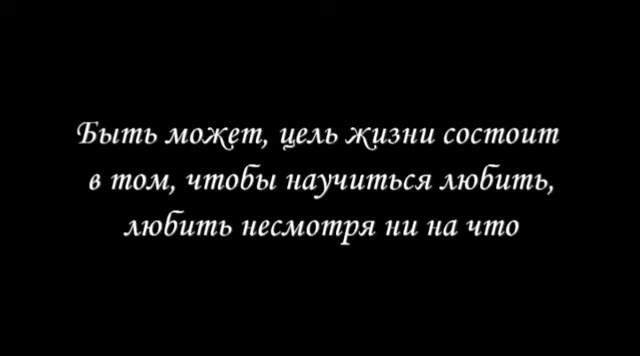 Быть может, цель жизни состоит
в том, чтобы научиться любить,
любить несмотря ни на что